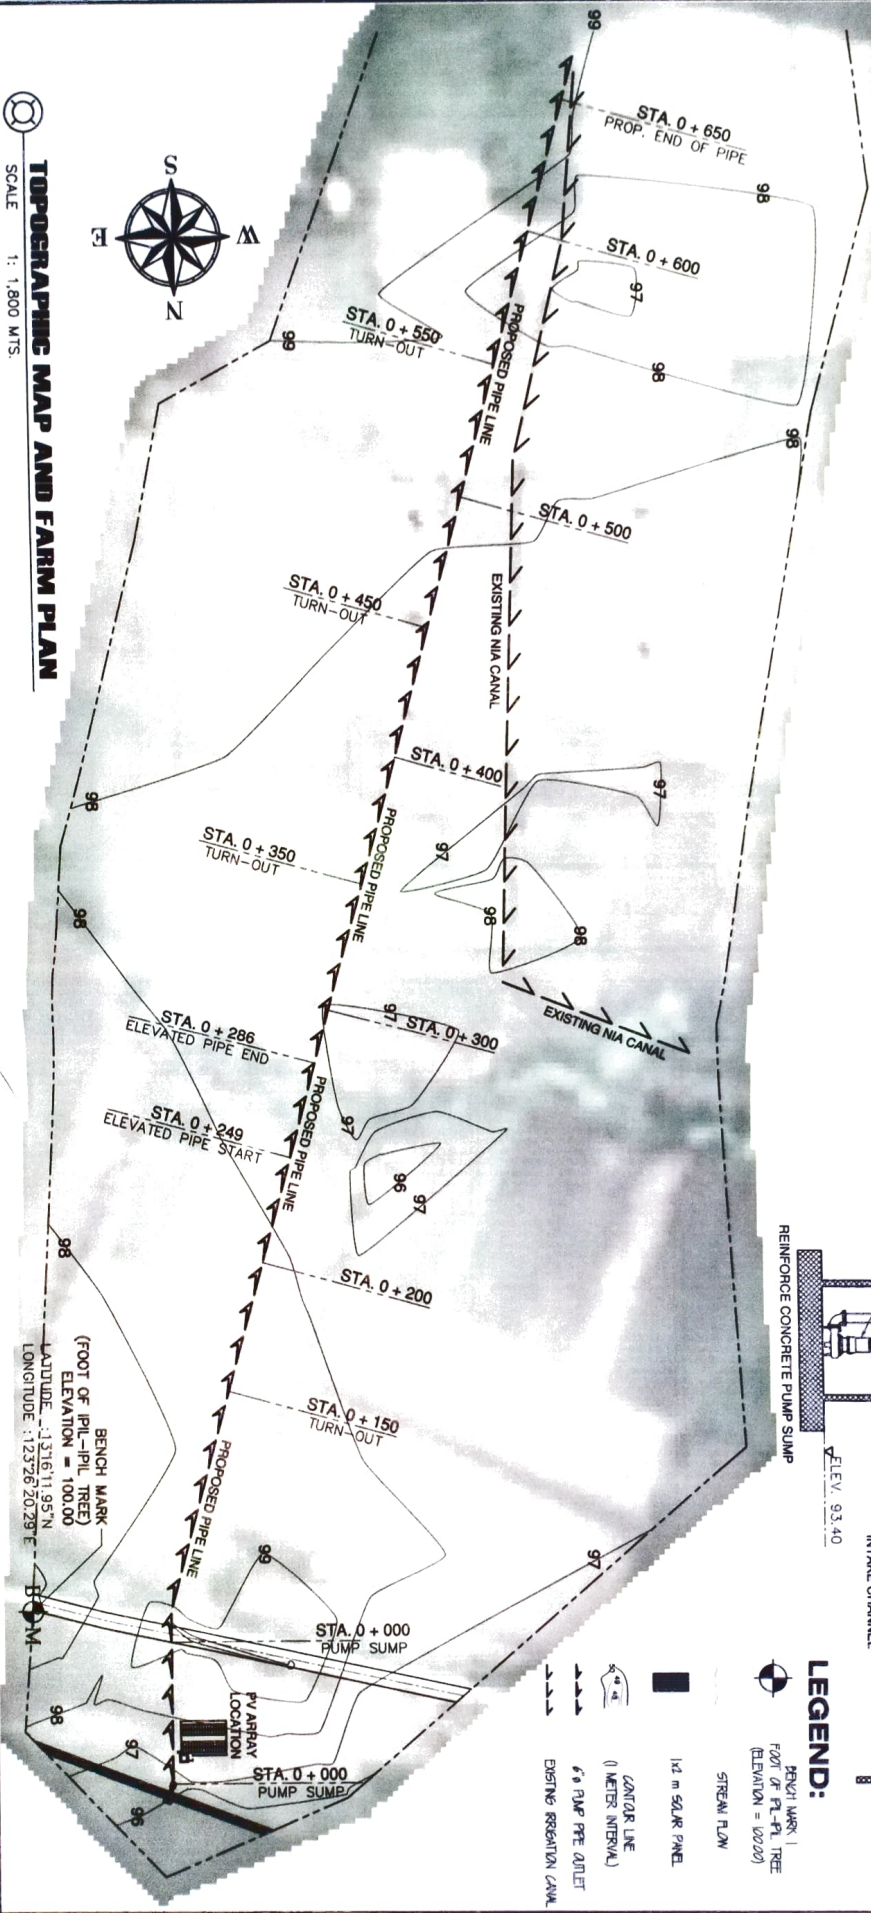 TOPOGRAPHIC MAP AND FARM PLAN
SCALE 1: 1,800 MTS.
S
W
E
N
99
STA. 0 + 650
PROP. END OF PIPE
98
STA. 0 + 600
97
98
98
STA. 0 + 550
TURN-OUT
99
PROPOSED PIPE LINE
STA. 0 + 500
STA. 0 + 450
TURN-OUT
EXISTING NIA CANAL
98
STA. 0 + 400
97
97
STA. 0 + 350
TURN-OUT
PROPOSED PIPE LINE
98
98
98
STA. 0 + 286
ELEVATED PIPE END
97
STA. 0 + 300
EXISTING NIA CANAL
STA. 0 + 249
ELEVATED PIPE START
PROPOSED PIPE LINE
97
96
97
98
STA. 0 + 200
STA. 0 + 150
TURN-OUT
PROPOSED PIPE LINE
BENCH MARK
(FOOT OF IPIL-IPIL TREE)
ELEVATION = 100.00
LATITUDE :13°16'11.95"N
LONGITUDE :123°26'20.29"E
B M
99
97
STA. 0 + 000
PUMP SUMP
PV ARRAY
LOCATION
STA. 0 + 000
PUMP SUMP
98
97
96
REINFORCE CONCRETE PUMP SUMP
ELEV. 93.40
INTAKE CHANNEL
LEGEND:
BENCH MARK 1
FOOT OF IPIL-IPIL TREE
(ELEVATION = 100.00)
STREAM FLOW
1x2 m SOLAR PANEL
CONTOUR LINE
(1 METER INTERVAL)
6"ø PUMP PIPE OUTLET
EXISTING IRRIGATION CANAL